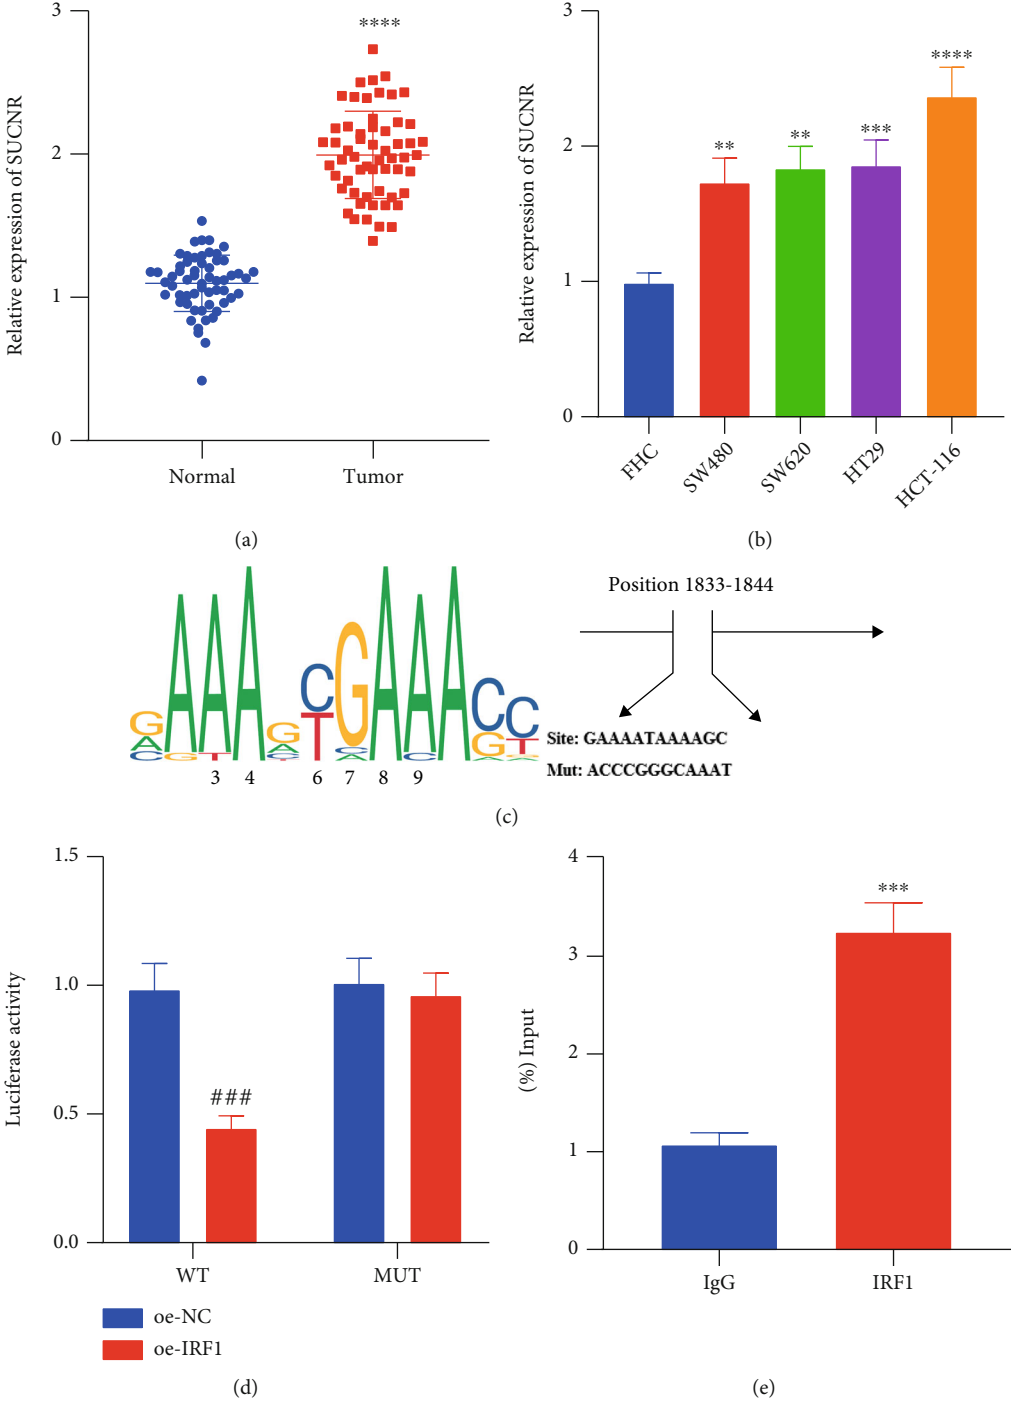 Relative expression of SUCNR
3
2
1
0
****
Normal
Tumor
(a)
Relative expression of SUCNR
3
2
1
0
**
**
***
****
FHC
SW480
SW620
HT29
HCT-116
(b)
Position 1833-1844
G A C
A G
A T
A
G A C T
C T
G C A
A
A C
A
C G A
C T G A
3 4 6 7 8 9
Site: GAAAATAAAAGC
Mut: ACCCGGGCAAAT
(c)
Luciferase activity
1.5
1.0
0.5
0.0
###
WT
MUT
oe-NC
oe-IRF1
(d)
(%) Input
4
3
2
1
0
***
IgG
IRF1
(e)